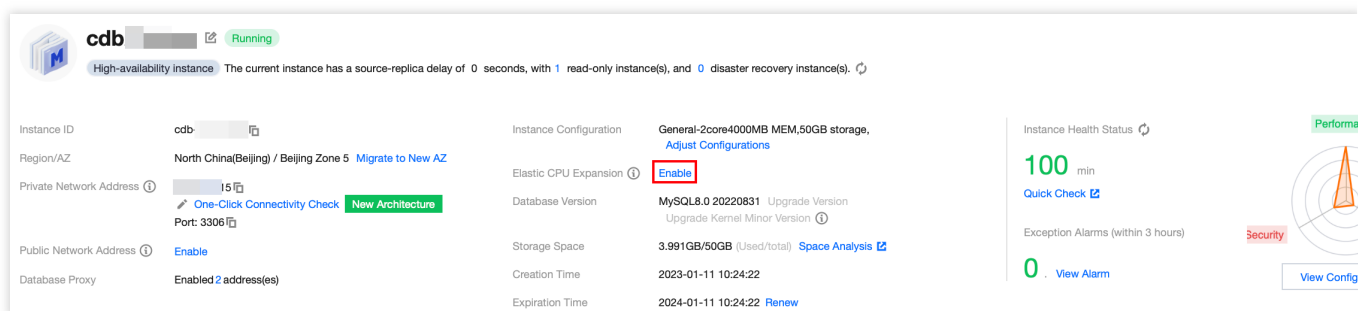 cdb Running
High-availability instance The current instance has a source-replica delay of 0 seconds, with 1 read-only instance(s), and 0 disaster recovery instance(s).
Instance ID cdb-
Region/AZ North China(Beijing) / Beijing Zone 5 Migrate to New AZ
Private Network Address 15
One-Click Connectivity Check New Architecture
Port: 3306
Public Network Address Enable
Database Proxy Enabled 2 address(es)
Instance Configuration General-2core4000MB MEM,50GB storage,
Adjust Configurations
Elastic CPU Expansion Enable
Database Version MySQL8.0 20220831 Upgrade Version
Upgrade Kernel Minor Version
Storage Space 3.991GB/50GB (Used/total) Space Analysis
Creation Time 2023-01-11 10:24:22
Expiration Time 2024-01-11 10:24:22 Renew
Instance Health Status
100 min
Quick Check
Exception Alarms (within 3 hours)
0 . View Alarm
Performa
Security
View Config